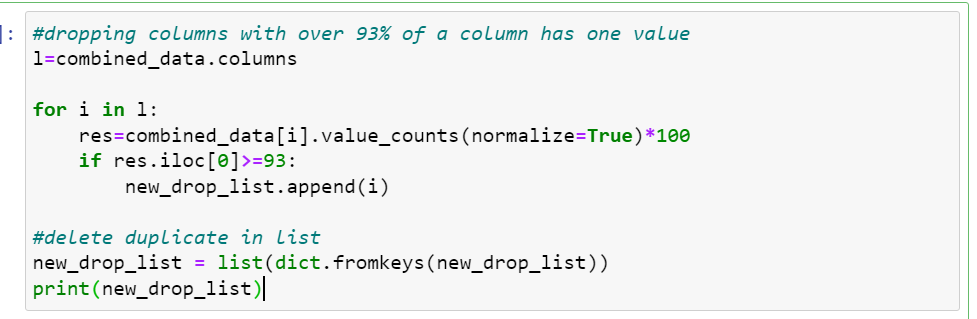 ]: #dropping columns with over 93% of a column has one value
l=combined_data.columns
for i in l:
    res=combined_data[i].value_counts(normalize=True)*100
    if res.iloc[0]>=93:
        new_drop_list.append(i)
#delete duplicate in list
new_drop_list = list(dict.fromkeys(new_drop_list))
print(new_drop_list)